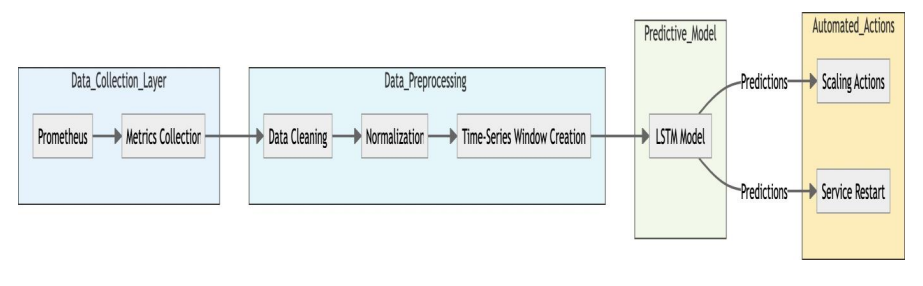 Data_Collection_Layer
Prometheus
Metrics Collection
Data_Preprocessing
Data Cleaning
Normalization
Time-Series Window Creation
Predictive_Model
LSTM Model
Predictions
Predictions
Automated_Actions
Scaling Actions
Service Restart